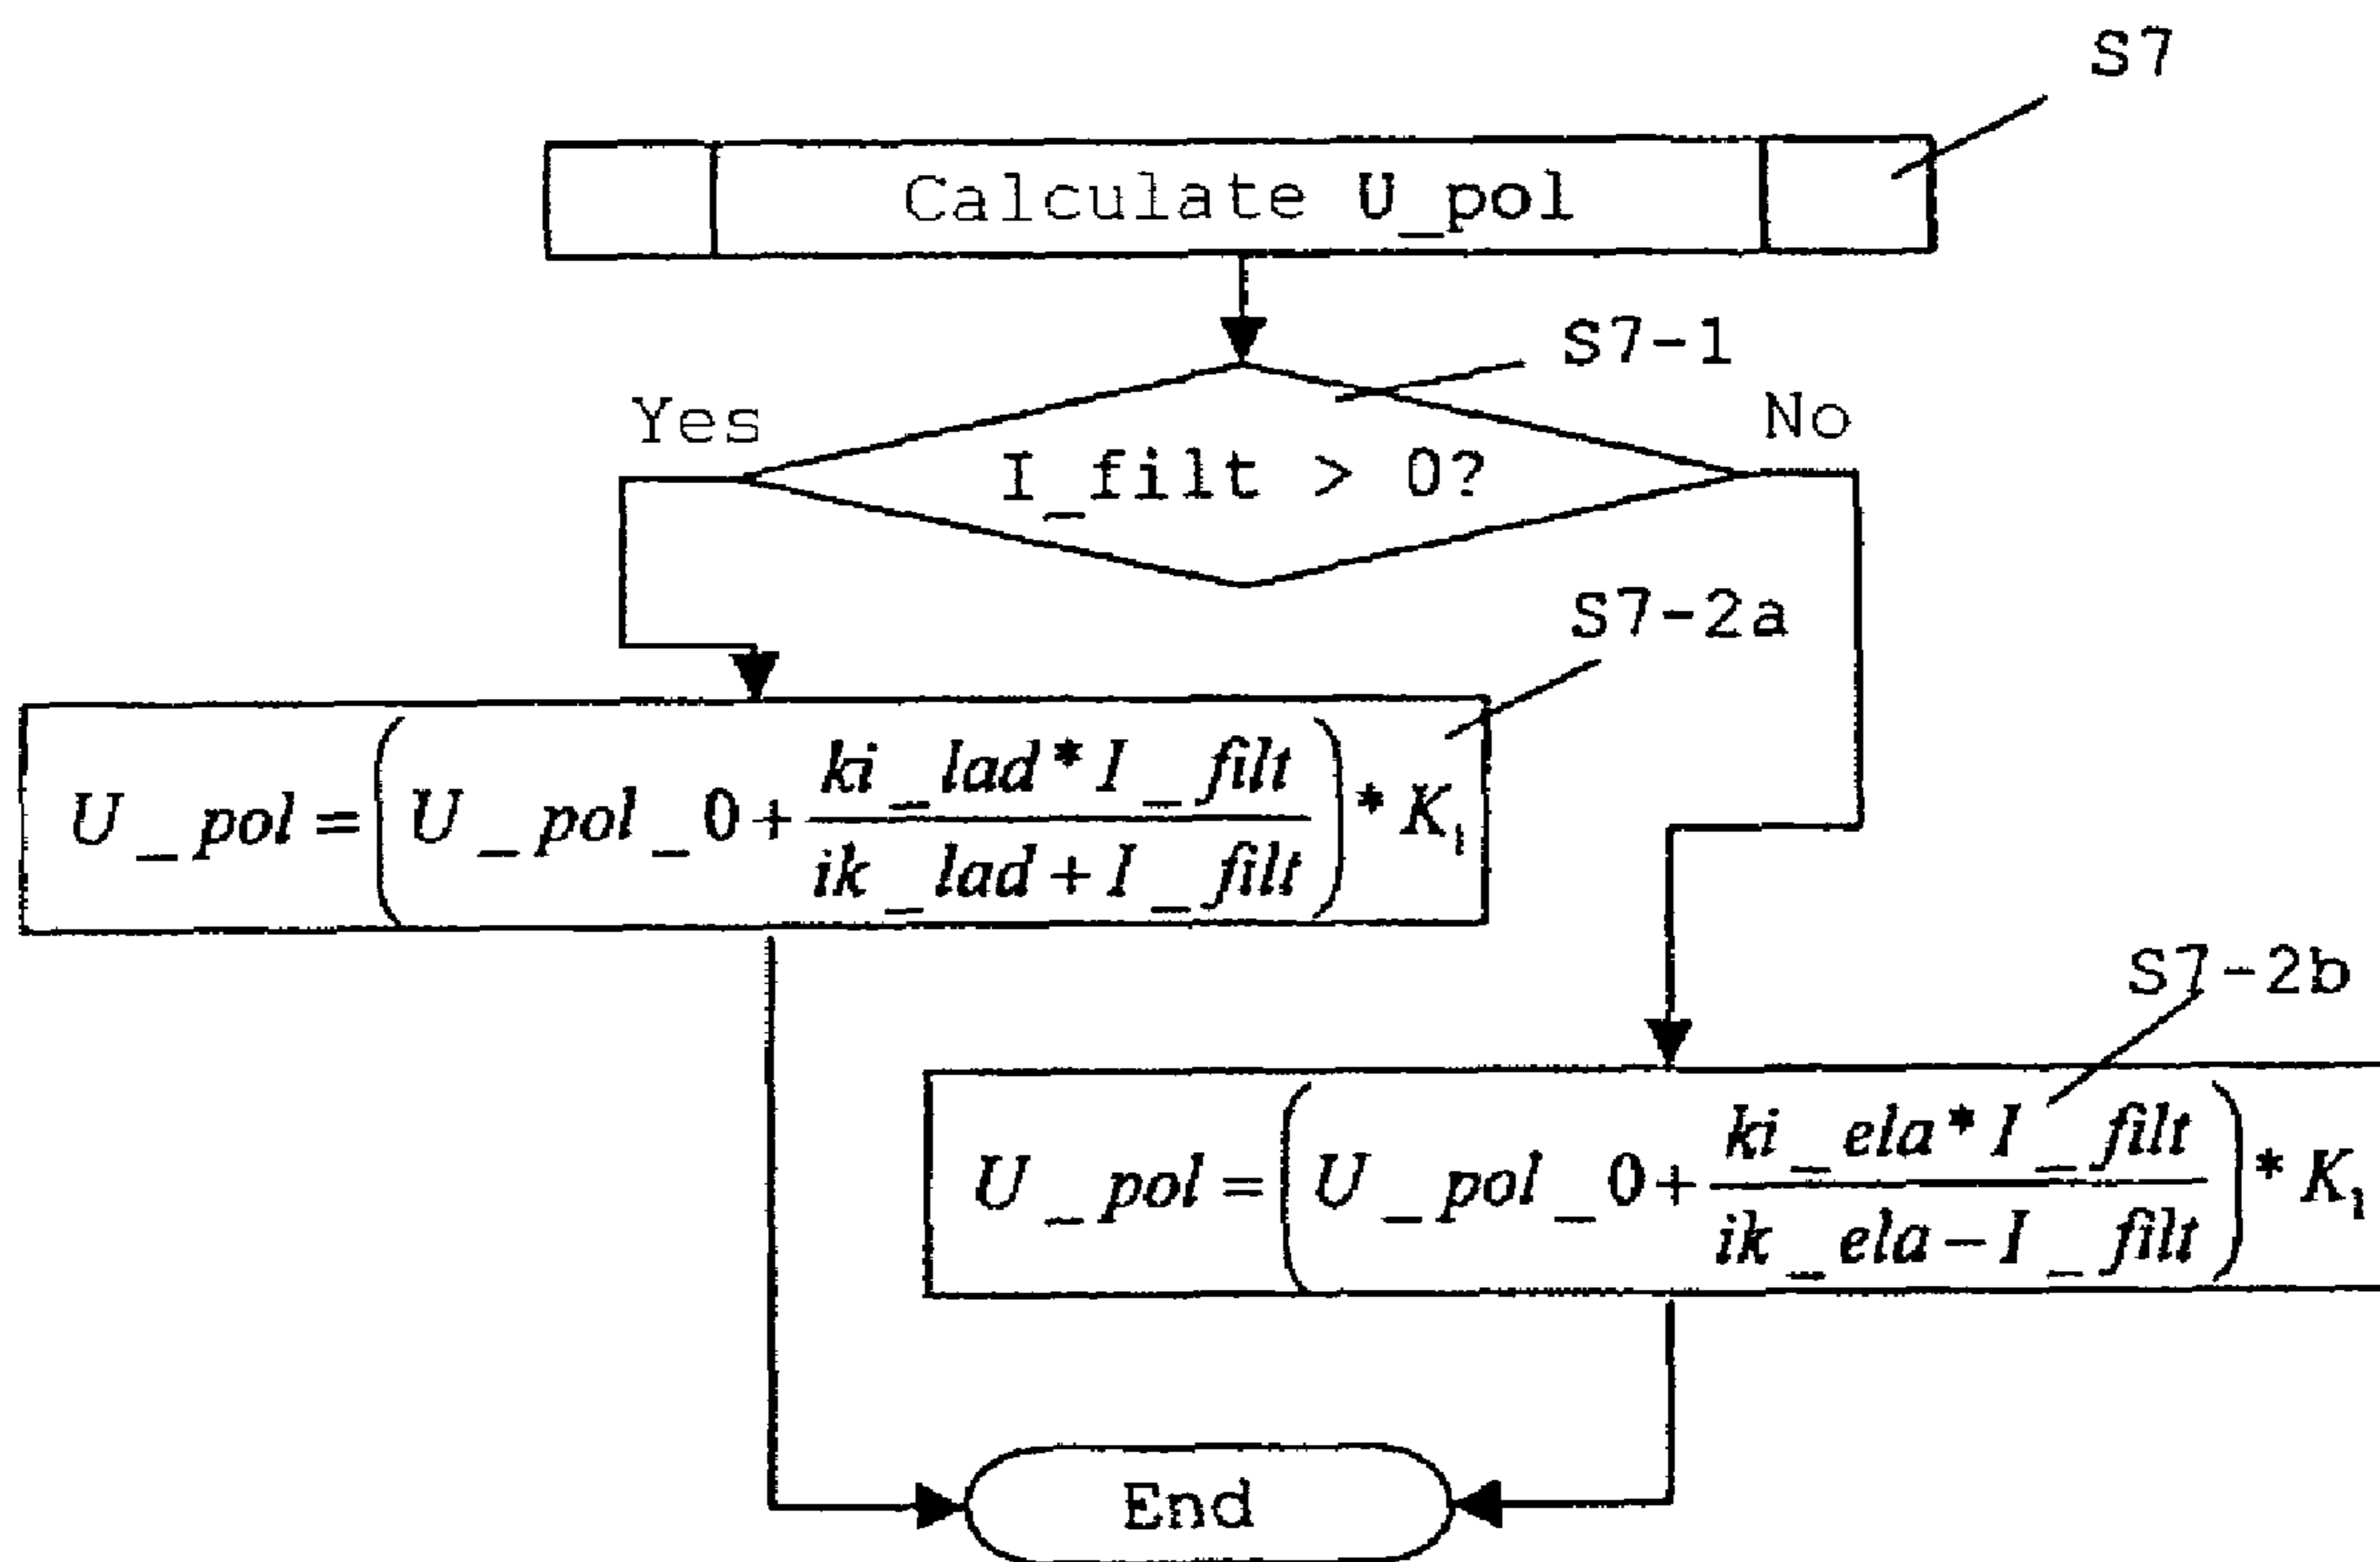 S7
Calculate U_pol
S7-1
Yes
No
I_filt > 0?
S7-2a
U_pol = (U_pol_0 + (ki_lad * I_filt) / (ik_lad + I_filt)) * K₁
S7-2b
U_pol = (U_pol_0 + (ki_ela * I_filt) / (ik_ela − I_filt)) * K₁
End